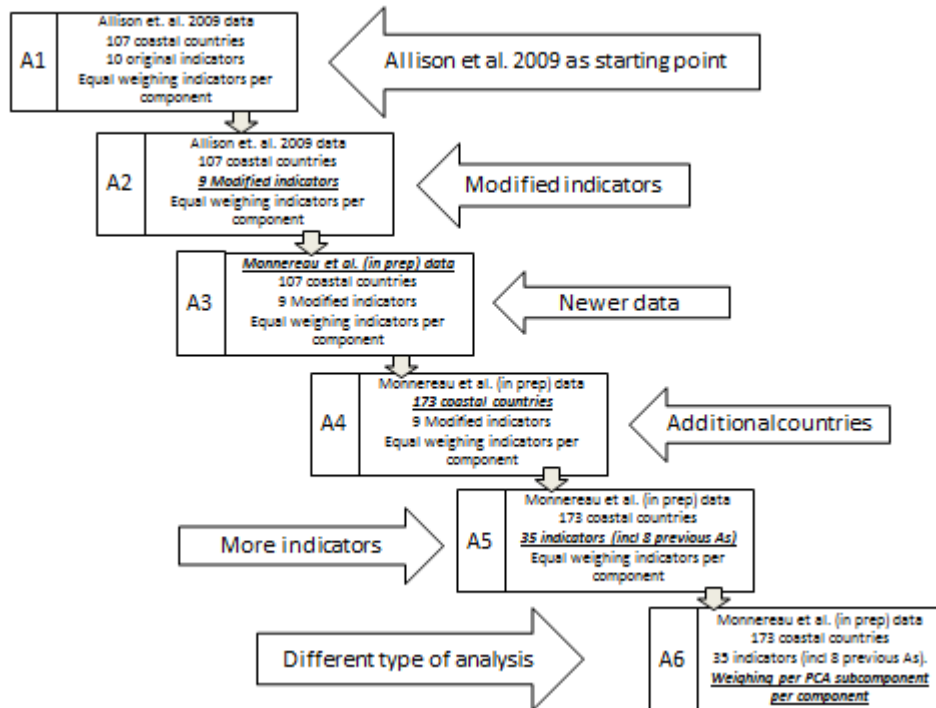 A1
Allison et. al. 2009 data
107 coastal countries
10 original indicators
Equal weighing indicators per
component
Allison et al. 2009 as starting point
A2
Allison et. al. 2009 data
107 coastal countries
9 Modified indicators
Equal weighing indicators per
component
Modified indicators
A3
Monnereau et al. (in prep) data
107 coastal countries
9 Modified indicators
Equal weighing indicators per
component
Newer data
A4
Monnereau et al. (in prep) data
173 coastal countries
9 Modified indicators
Equal weighing indicators per
component
Additional countries
More indicators
A5
Monnereau et al. (in prep) data
173 coastal countries
35 indicators (incl 8 previous As)
Equal weighing indicators per
component
Different type of analysis
A6
Monnereau et al. (in prep) data
173 coastal countries
35 indicators (incl 8 previous As).
Weighing per PCA subcomponent
per component